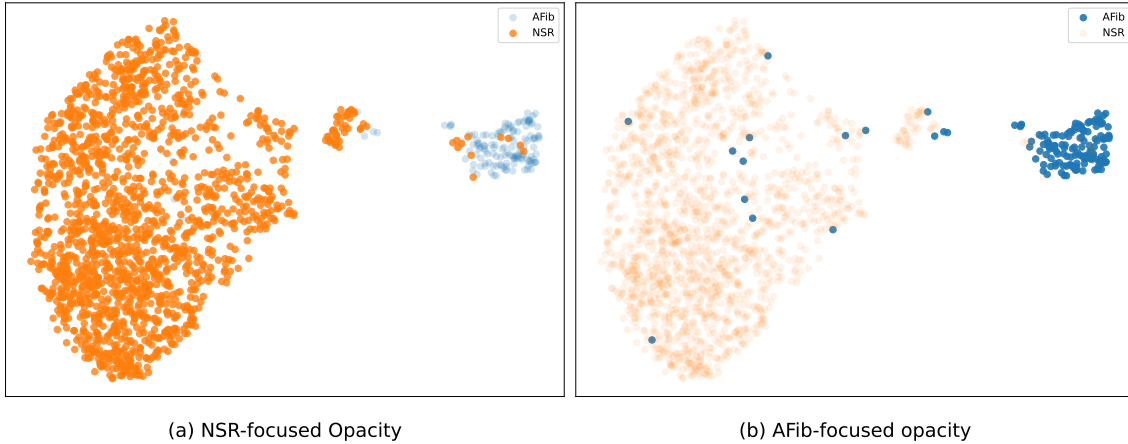 AFib
NSR
AFib
NSR
(a) NSR-focused Opacity
(b) AFib-focused opacity